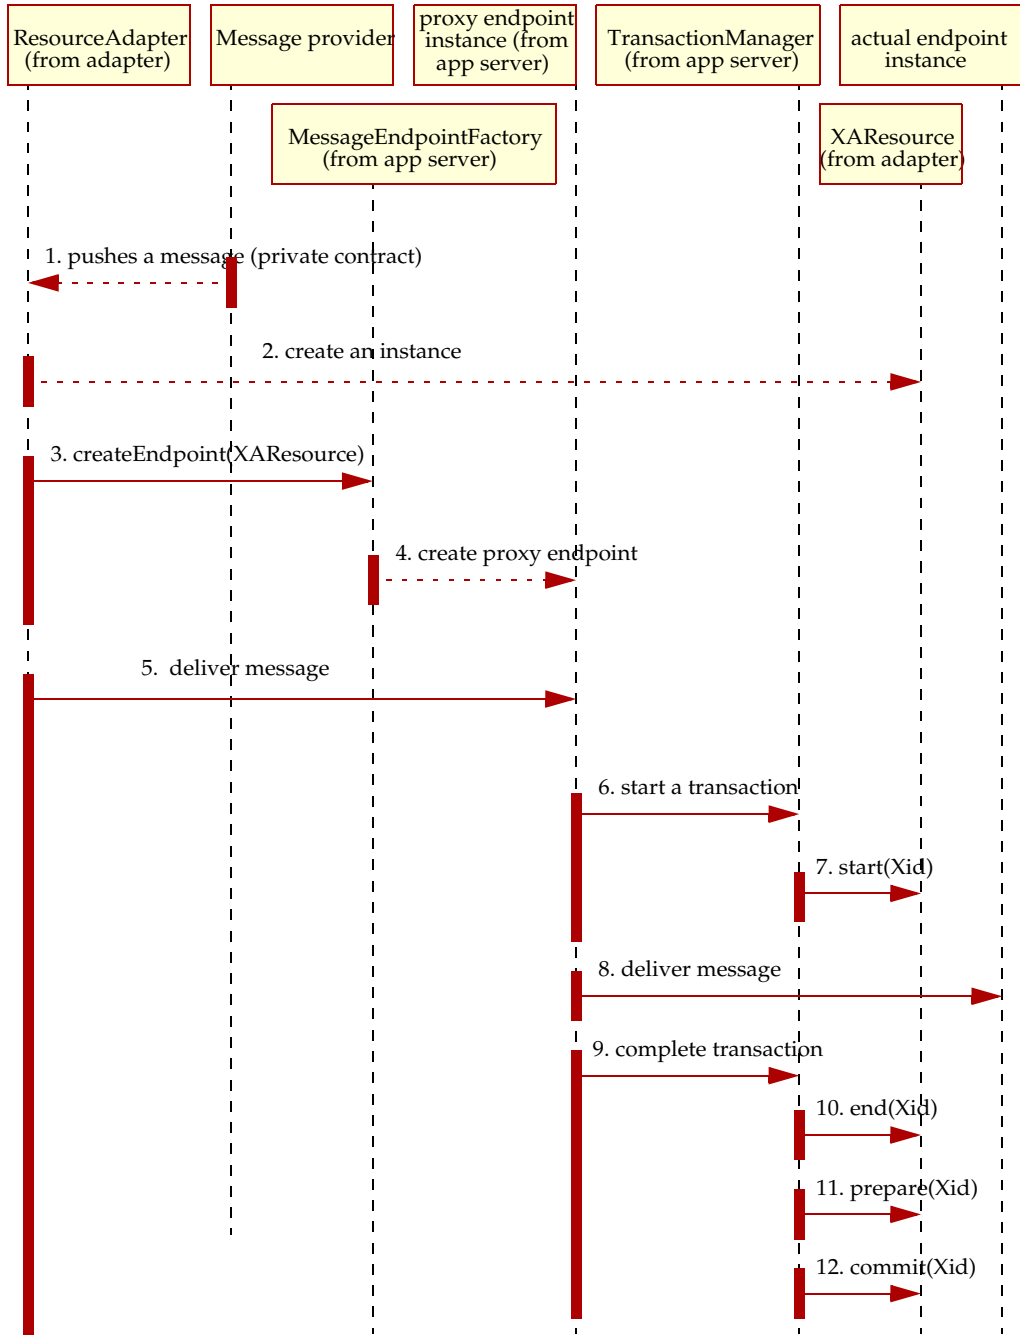 ResourceAdapter
(from adapter)
Message provider
proxy endpoint
instance (from
app server)
TransactionManager
(from app server)
actual endpoint
instance
MessageEndpointFactory
(from app server)
XAResource
(from adapter)
1. pushes a message (private contract)
2. create an instance
3. createEndpoint(XAResource)
4. create proxy endpoint
5.  deliver message
6. start a transaction
7. start(Xid)
8. deliver message
9. complete transaction
10. end(Xid)
11. prepare(Xid)
12. commit(Xid)